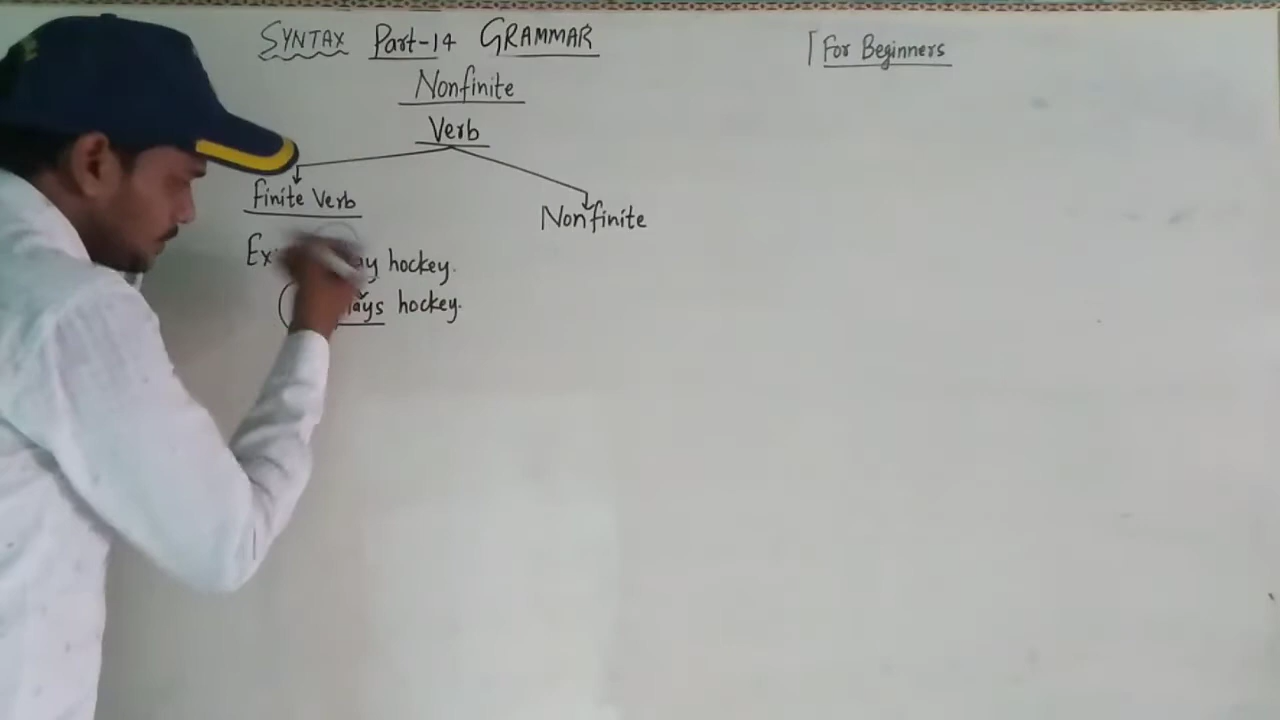 SYNTAX Part-14 GRAMMAR
For Beginners
Nonfinite
Verb
Finite Verb
Nonfinite
hockey.
hockey.